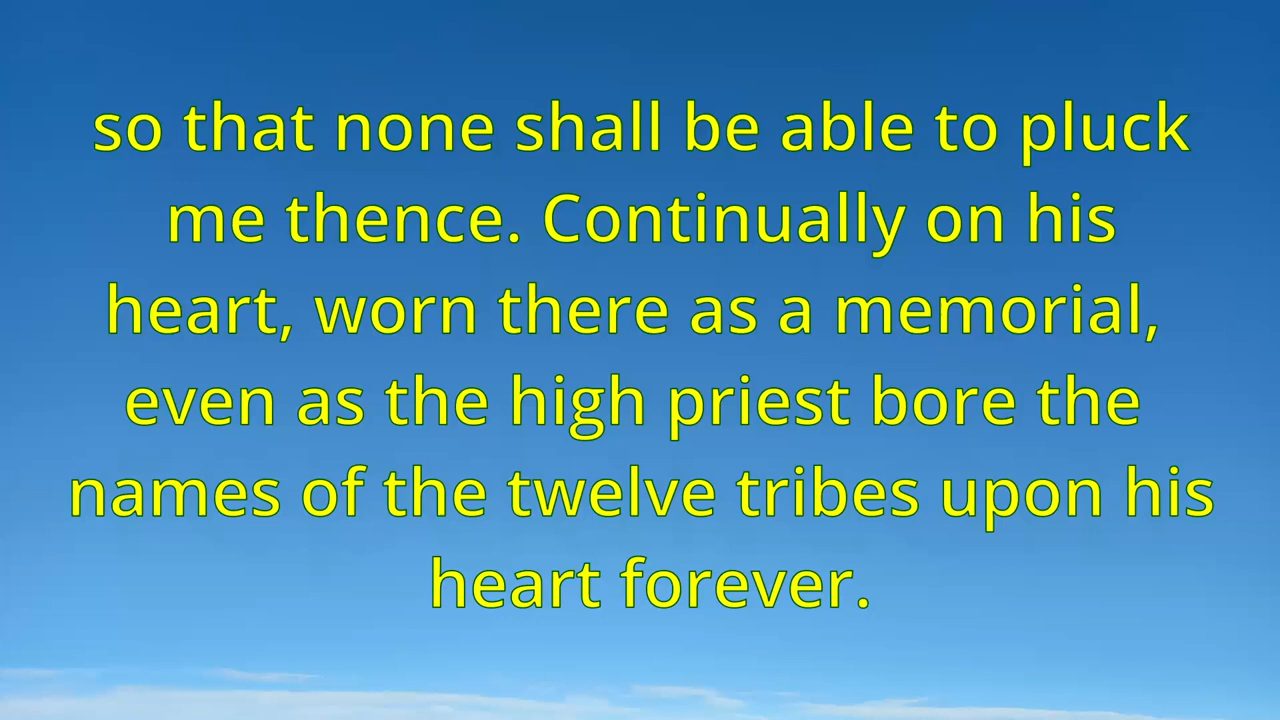 so that none shall be able to pluck
me thence. Continually on his
heart, worn there as a memorial,
even as the high priest bore the
names of the twelve tribes upon his
heart forever.